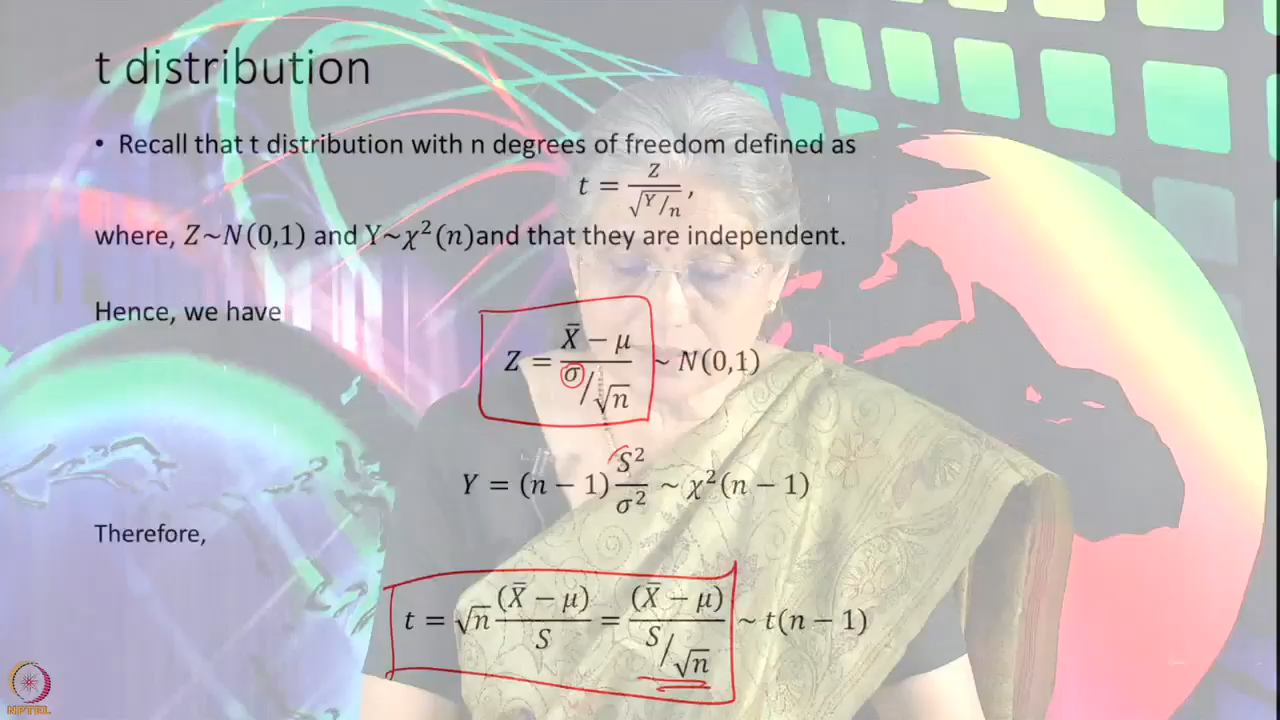 t distribution
• Recall that t distribution with n degrees of freedom defined as
t = Z / √(Y/n) ,
where, Z~N(0,1) and Y~χ²(n)and that they are independent.
Hence, we have
Z = (X̄ − μ) / (σ/√n) ~ N(0,1)
Y = (n − 1) S²/σ² ~ χ²(n − 1)
Therefore,
t = √n (X̄ − μ)/S = (X̄ − μ)/(S/√n) ~ t(n − 1)
NPTEL